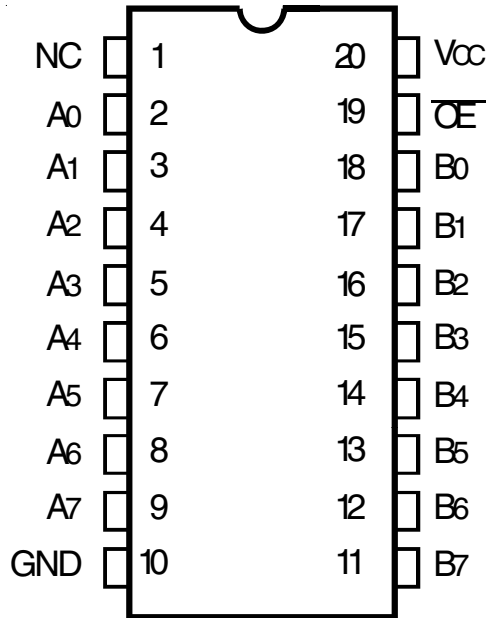 NC 1 20 VCC
A0 2 19 OE
A1 3 18 B0
A2 4 17 B1
A3 5 16 B2
A4 6 15 B3
A5 7 14 B4
A6 8 13 B5
A7 9 12 B6
GND 10 11 B7